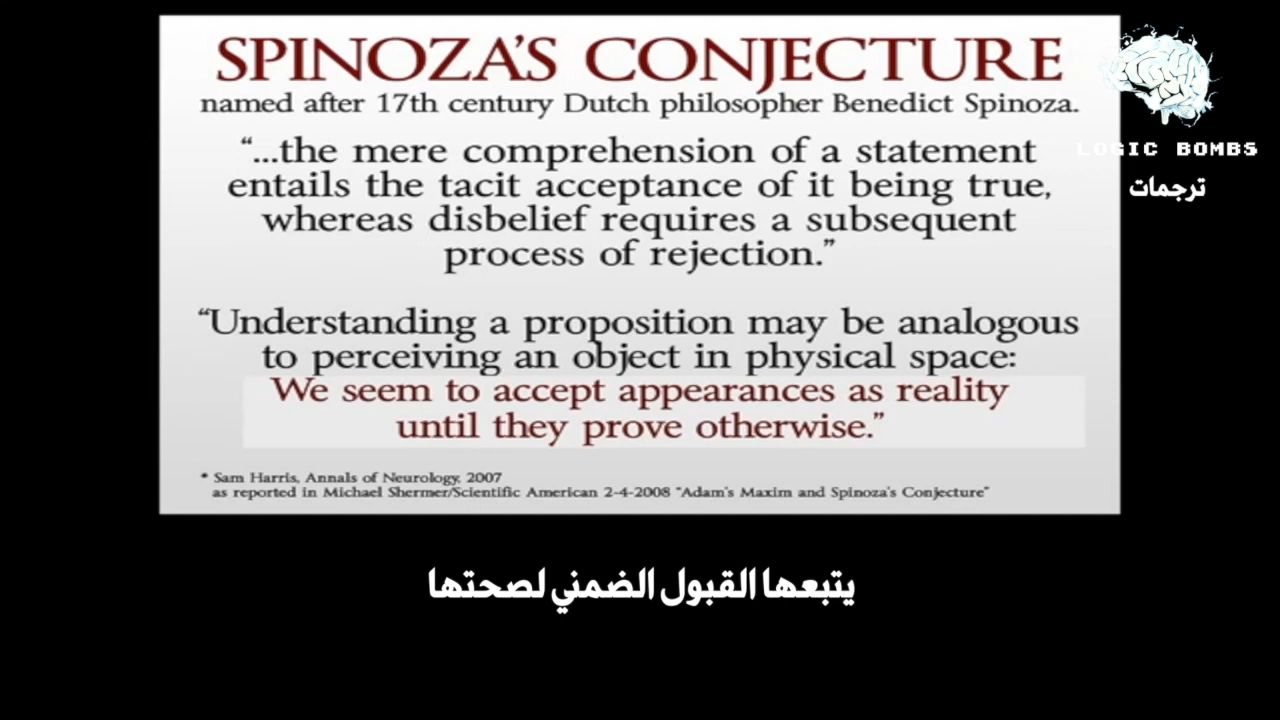 SPINOZA'S CONJECTURE
named after 17th century Dutch philosopher Benedict Spinoza.
“...the mere comprehension of a statement
entails the tacit acceptance of it being true,
whereas disbelief requires a subsequent
process of rejection.”
“Understanding a proposition may be analogous
to perceiving an object in physical space:
We seem to accept appearances as reality
until they prove otherwise.”
* Sam Harris, Annals of Neurology, 2007
as reported in Michael Shermer/Scientific American 2-4-2008 “Adam's Maxim and Spinoza's Conjecture”
LOGIC BOMBS
ترجمات
يتبعها القبول الضمني لصحتها